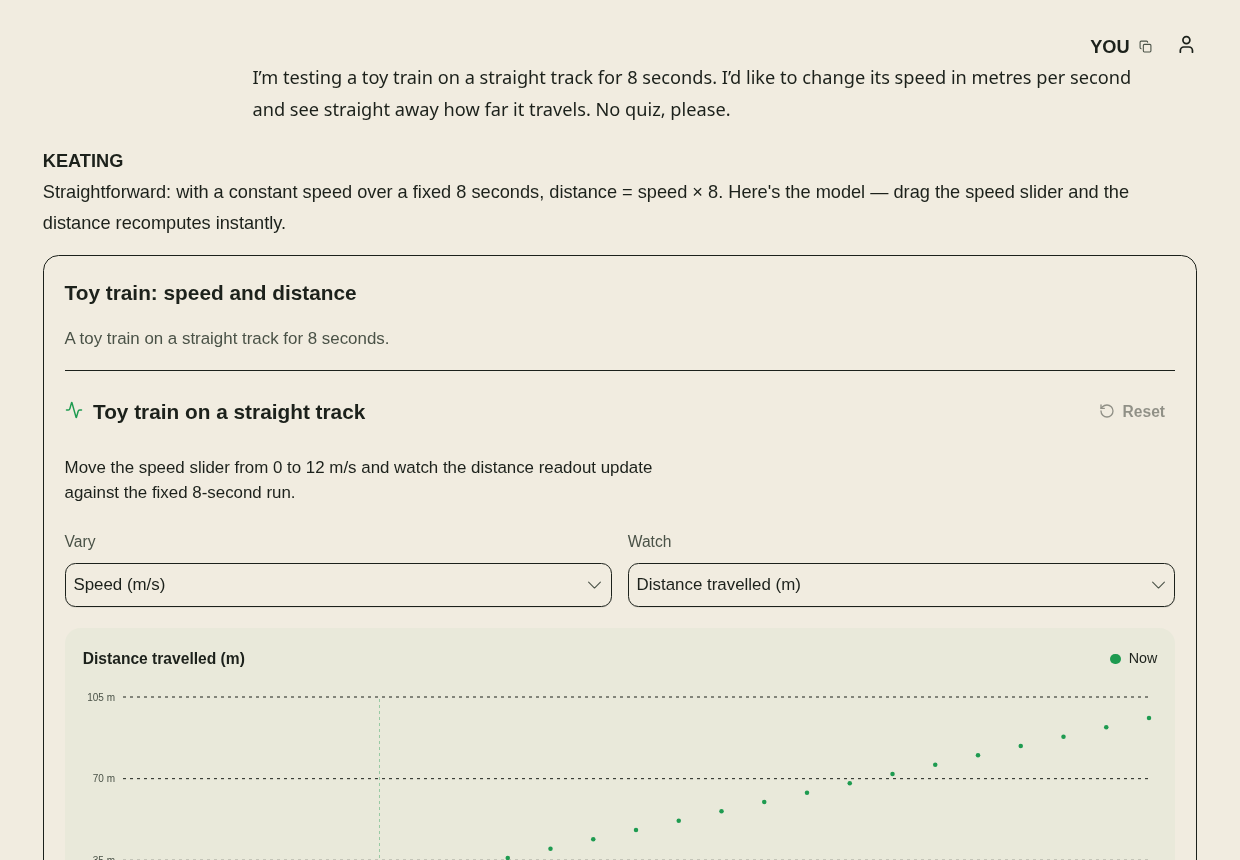 YOU
I'm testing a toy train on a straight track for 8 seconds. I'd like to change its speed in metres per second
and see straight away how far it travels. No quiz, please.
KEATING
Straightforward: with a constant speed over a fixed 8 seconds, distance = speed × 8. Here's the model — drag the speed slider and the
distance recomputes instantly.
Toy train: speed and distance
A toy train on a straight track for 8 seconds.
Toy train on a straight track
Reset
Move the speed slider from 0 to 12 m/s and watch the distance readout update
against the fixed 8-second run.
Vary
Watch
Speed (m/s)
Distance travelled (m)
Distance travelled (m)
Now
105 m
70 m
35 m